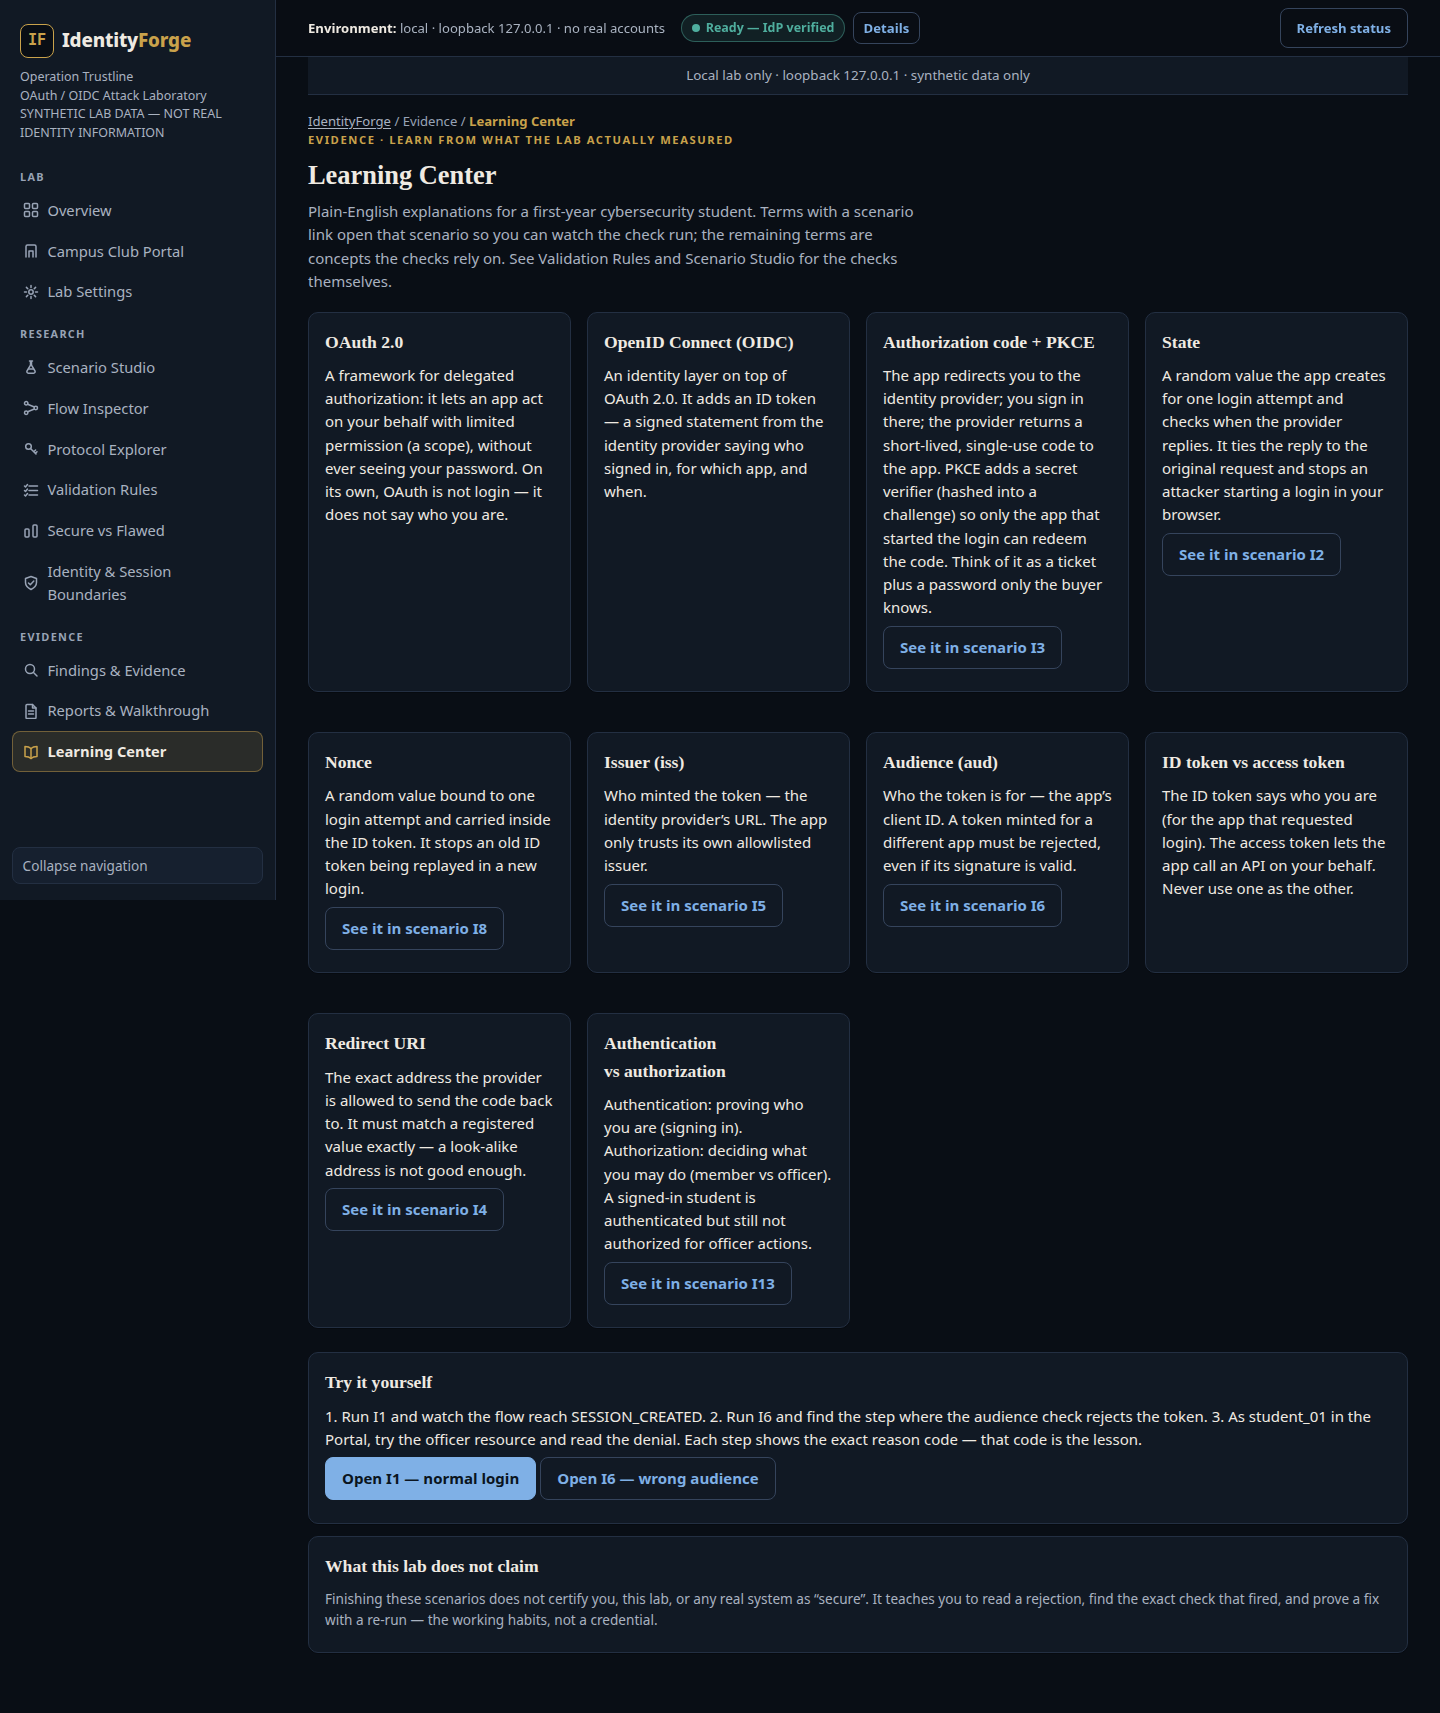 IF IdentityForge
Operation Trustline
OAuth / OIDC Attack Laboratory
SYNTHETIC LAB DATA — NOT REAL
IDENTITY INFORMATION
LAB
Overview
Campus Club Portal
Lab Settings
RESEARCH
Scenario Studio
Flow Inspector
Protocol Explorer
Validation Rules
Secure vs Flawed
Identity & Session
Boundaries
EVIDENCE
Findings & Evidence
Reports & Walkthrough
Learning Center
Collapse navigation
Environment: local · loopback 127.0.0.1 · no real accounts
Ready — IdP verified
Details
Refresh status
Local lab only · loopback 127.0.0.1 · synthetic data only
IdentityForge / Evidence / Learning Center
EVIDENCE · LEARN FROM WHAT THE LAB ACTUALLY MEASURED
Learning Center
Plain-English explanations for a first-year cybersecurity student. Terms with a scenario
link open that scenario so you can watch the check run; the remaining terms are
concepts the checks rely on. See Validation Rules and Scenario Studio for the checks
themselves.
OAuth 2.0
A framework for delegated
authorization: it lets an app act
on your behalf with limited
permission (a scope), without
ever seeing your password. On
its own, OAuth is not login — it
does not say who you are.
OpenID Connect (OIDC)
An identity layer on top of
OAuth 2.0. It adds an ID token
— a signed statement from the
identity provider saying who
signed in, for which app, and
when.
Authorization code + PKCE
The app redirects you to the
identity provider; you sign in
there; the provider returns a
short-lived, single-use code to
the app. PKCE adds a secret
verifier (hashed into a
challenge) so only the app that
started the login can redeem
the code. Think of it as a ticket
plus a password only the buyer
knows.
See it in scenario I3
State
A random value the app creates
for one login attempt and
checks when the provider
replies. It ties the reply to the
original request and stops an
attacker starting a login in your
browser.
See it in scenario I2
Nonce
A random value bound to one
login attempt and carried inside
the ID token. It stops an old ID
token being replayed in a new
login.
See it in scenario I8
Issuer (iss)
Who minted the token — the
identity provider’s URL. The app
only trusts its own allowlisted
issuer.
See it in scenario I5
Audience (aud)
Who the token is for — the app’s
client ID. A token minted for a
different app must be rejected,
even if its signature is valid.
See it in scenario I6
ID token vs access token
The ID token says who you are
(for the app that requested
login). The access token lets the
app call an API on your behalf.
Never use one as the other.
Redirect URI
The exact address the provider
is allowed to send the code back
to. It must match a registered
value exactly — a look-alike
address is not good enough.
See it in scenario I4
Authentication
vs authorization
Authentication: proving who
you are (signing in).
Authorization: deciding what
you may do (member vs officer).
A signed-in student is
authenticated but still not
authorized for officer actions.
See it in scenario I13
Try it yourself
1. Run I1 and watch the flow reach SESSION_CREATED. 2. Run I6 and find the step where the audience check rejects the token. 3. As student_01 in the
Portal, try the officer resource and read the denial. Each step shows the exact reason code — that code is the lesson.
Open I1 — normal login
Open I6 — wrong audience
What this lab does not claim
Finishing these scenarios does not certify you, this lab, or any real system as “secure”. It teaches you to read a rejection, find the exact check that fired, and prove a fix
with a re-run — the working habits, not a credential.